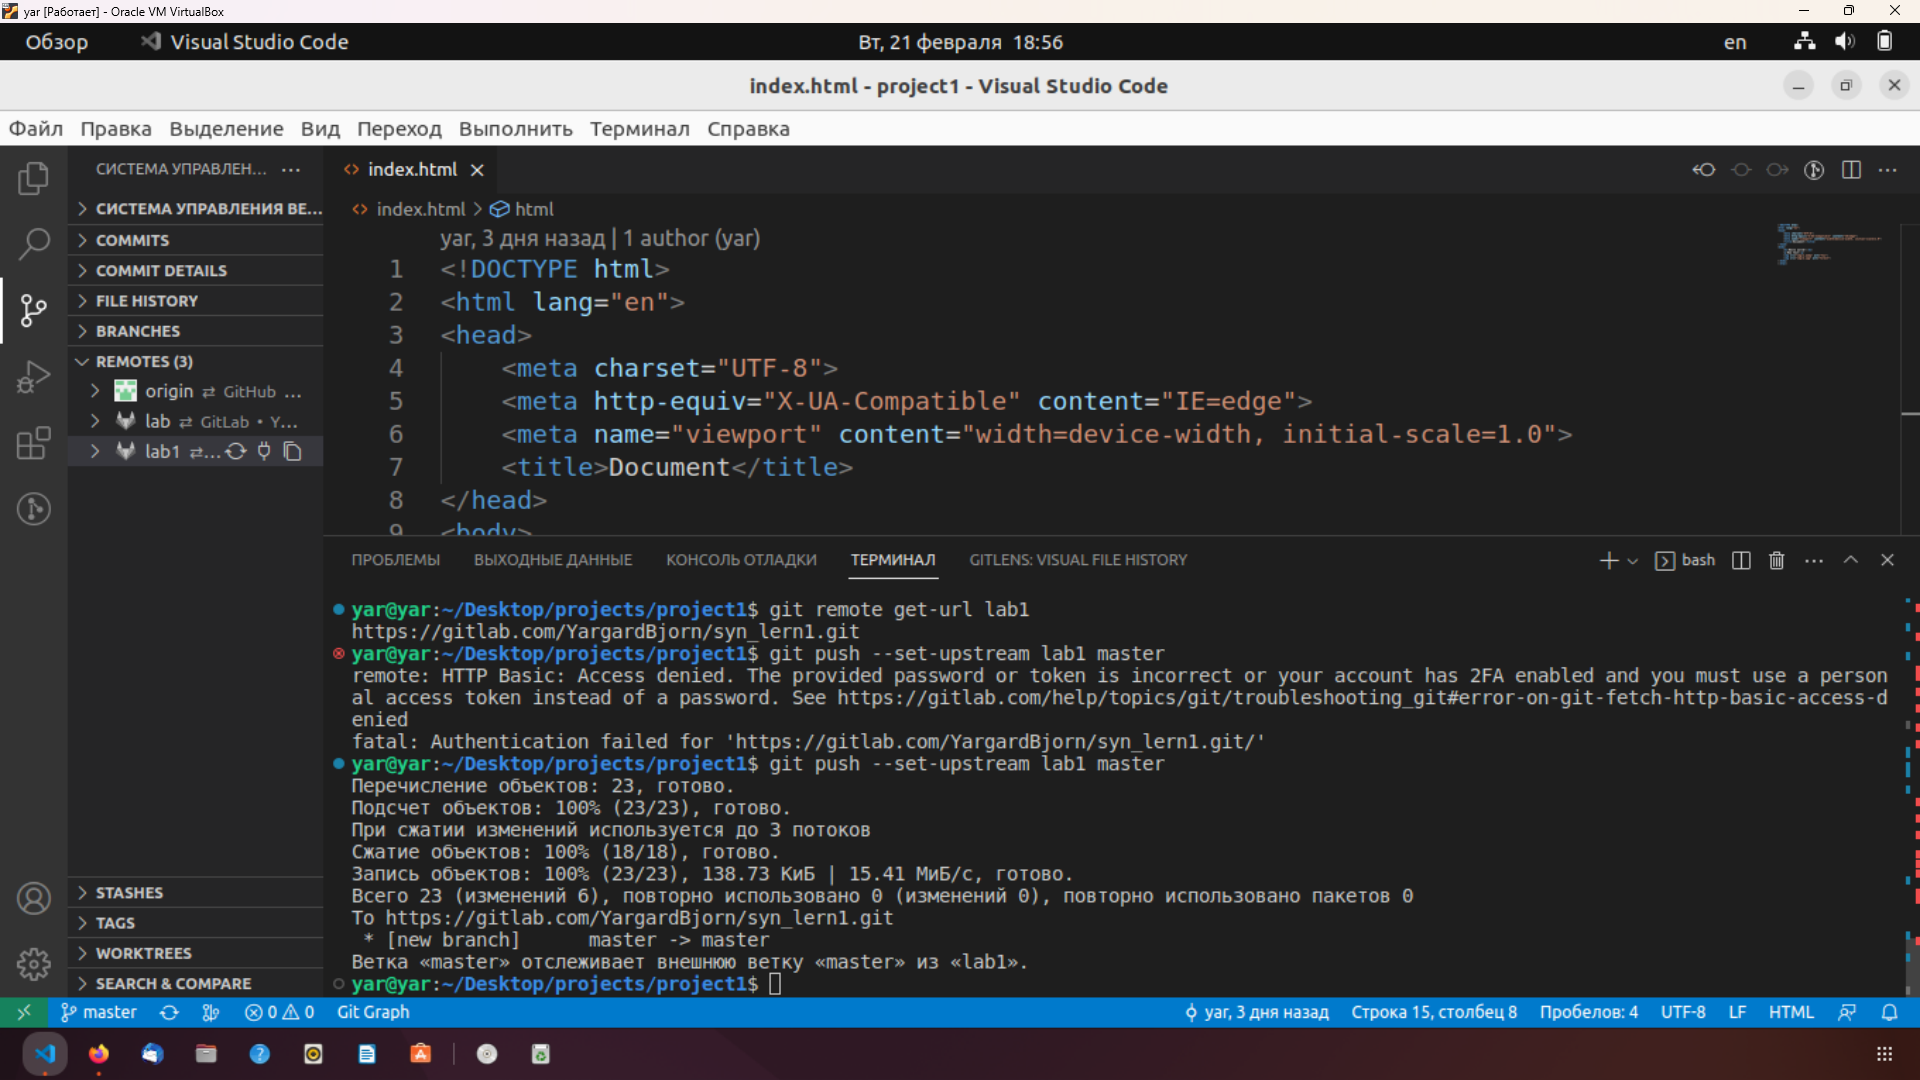 yar [Работает] - Oracle VM VirtualBox
Обзор
Visual Studio Code
Вт, 21 февраля 18:56
en
index.html - project1 - Visual Studio Code
Файл Правка Выделение Вид Переход Выполнить Терминал Справка
СИСТЕМА УПРАВЛЕН... ···
СИСТЕМА УПРАВЛЕНИЯ ВЕ...
COMMITS
COMMIT DETAILS
FILE HISTORY
BRANCHES
REMOTES (3)
origin ⇄ GitHub ...
lab ⇄ GitLab • Y...
lab1 ⇄...
STASHES
TAGS
WORKTREES
SEARCH & COMPARE
index.html
index.html > html
yar, 3 дня назад | 1 author (yar)
1 <!DOCTYPE html>
2 <html lang="en">
3 <head>
4 <meta charset="UTF-8">
5 <meta http-equiv="X-UA-Compatible" content="IE=edge">
6 <meta name="viewport" content="width=device-width, initial-scale=1.0">
7 <title>Document</title>
8 </head>
9 <body>
ПРОБЛЕМЫ ВЫХОДНЫЕ ДАННЫЕ КОНСОЛЬ ОТЛАДКИ ТЕРМИНАЛ GITLENS: VISUAL FILE HISTORY
bash
yar@yar:~/Desktop/projects/project1$ git remote get-url lab1
https://gitlab.com/YargardBjorn/syn_lern1.git
yar@yar:~/Desktop/projects/project1$ git push --set-upstream lab1 master
remote: HTTP Basic: Access denied. The provided password or token is incorrect or your account has 2FA enabled and you must use a person
al access token instead of a password. See https://gitlab.com/help/topics/git/troubleshooting_git#error-on-git-fetch-http-basic-access-d
enied
fatal: Authentication failed for 'https://gitlab.com/YargardBjorn/syn_lern1.git/'
yar@yar:~/Desktop/projects/project1$ git push --set-upstream lab1 master
Перечисление объектов: 23, готово.
Подсчет объектов: 100% (23/23), готово.
При сжатии изменений используется до 3 потоков
Сжатие объектов: 100% (18/18), готово.
Запись объектов: 100% (23/23), 138.73 КиБ | 15.41 МиБ/с, готово.
Всего 23 (изменений 6), повторно использовано 0 (изменений 0), повторно использовано пакетов 0
To https://gitlab.com/YargardBjorn/syn_lern1.git
* [new branch] master -> master
Ветка «master» отслеживает внешнюю ветку «master» из «lab1».
yar@yar:~/Desktop/projects/project1$
master 0 0 Git Graph
yar, 3 дня назад Строка 15, столбец 8 Пробелов: 4 UTF-8 LF HTML